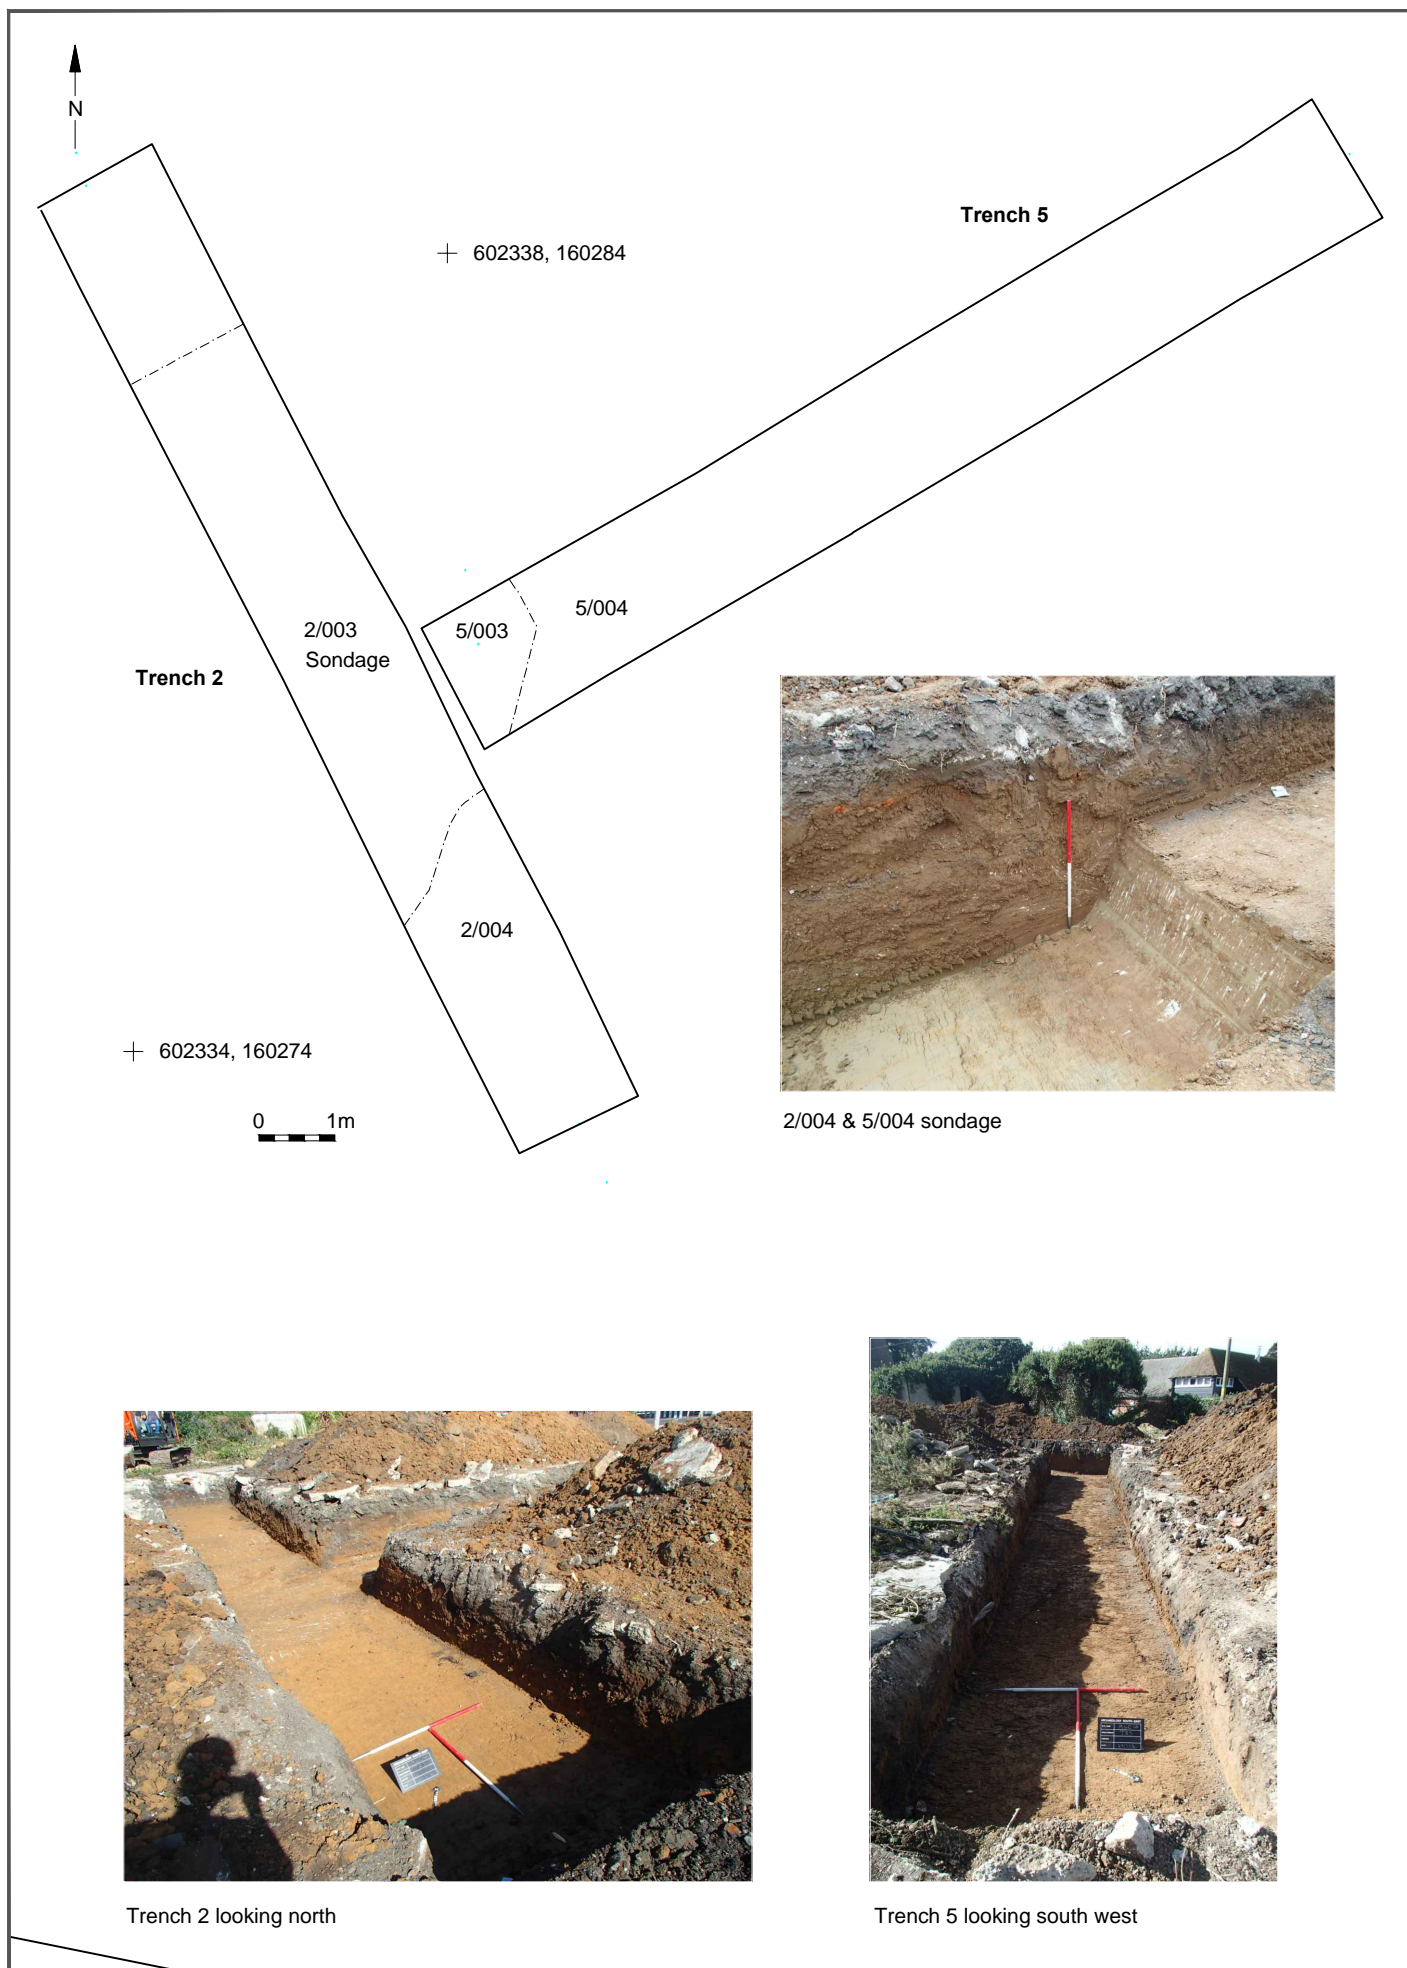 N
Trench 5
602338, 160284
5/004
5/003
2/003
Sondage
Trench 2
2/004
602334, 160274
0 1m
2/004 & 5/004 sondage
Trench 2 looking north
Trench 5 looking south west